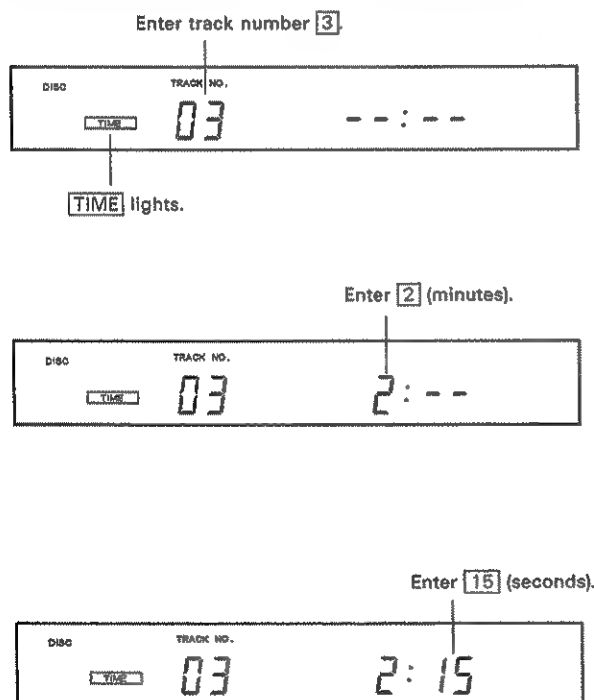 Enter track number 3.
DISC TRACK NO.
TIME 03 --:--
TIME lights.
Enter 2 (minutes).
DISC TRACK NO.
TIME 03 2:--
Enter 15 (seconds).
DISC TRACK NO.
TIME 03 2:15